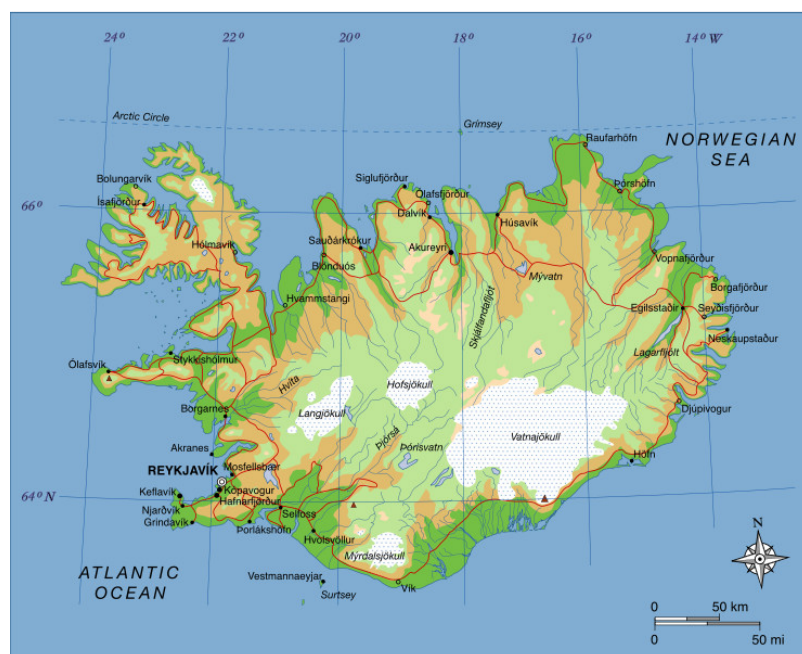 24°
22°
20°
18°
16°
14° W
Arctic Circle
Grímsey
Raufarhöfn
NORWEGIAN
SEA
Bolungarvík
Siglufjörður
Ólafsfjörður
Þórshöfn
Ísafjörður
66°
Dalvík
Húsavík
Hólmavík
Sauðárkrókur
Akureyri
Vopnafjörður
Blönduós
Mývatn
Borgafjörður
Hvammstangi
Skjálfandafljót
Egilsstaðir
Seyðisfjörður
Neskaupstaður
Stykkishólmur
Lagarfljölt
Ólafsvík
Hvíta
Hofsjökull
Djúpivogur
Borgarnes
Langjökull
Þjórsá
Vatnajökull
Akranes
Þórisvatn
Höfn
REYKJAVÍK
Mosfellsbær
64° N
Keflavík
Kópavogur
Hafnarfjörður
Njarðvík
Selfoss
Grindavík
Þorlákshöfn
Hvolsvöllur
N
Mýrdalsjökull
ATLANTIC
OCEAN
Vestmannaeyjar
Surtsey
Vík
0 50 km
0 50 mi